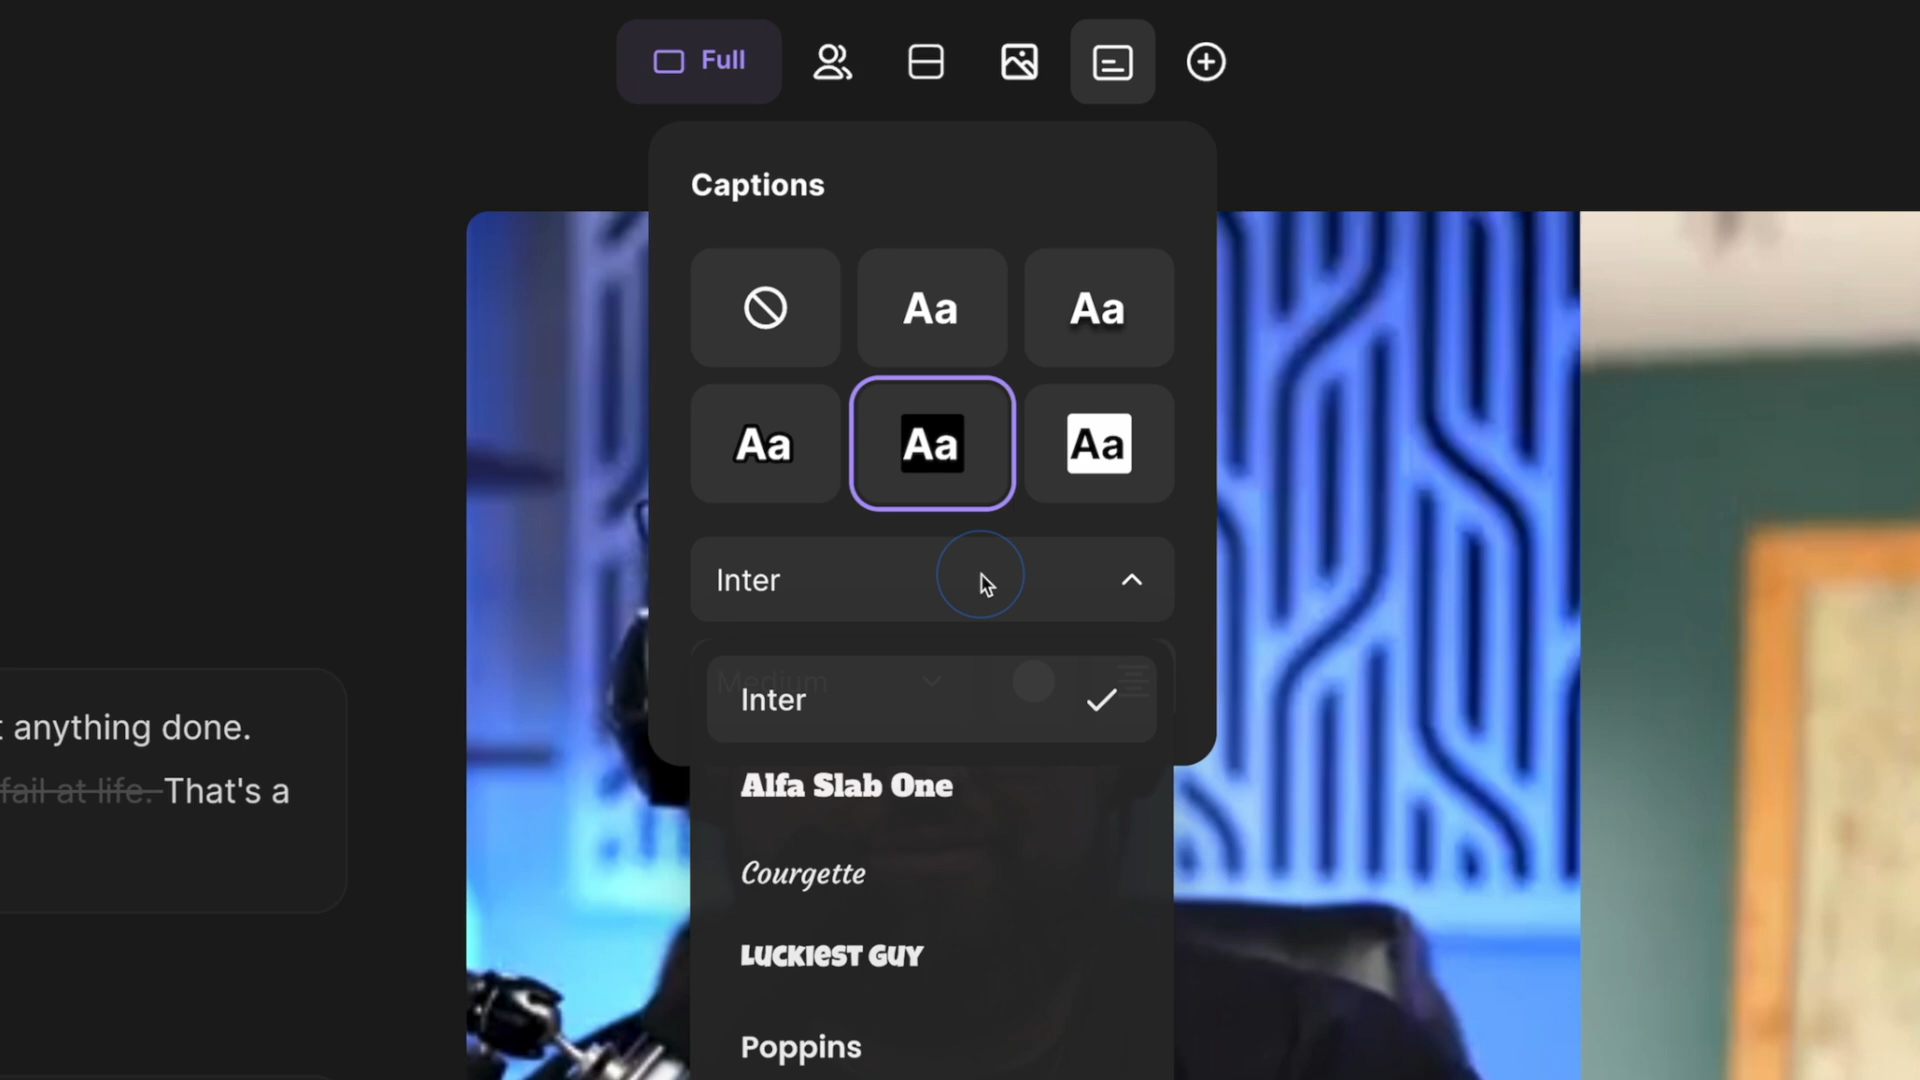 Full
Captions
Aa
Aa
Aa
Aa
Aa
Inter
Medium
Inter
t anything done.
fail at life. That's a
Alfa Slab One
Courgette
Luckiest Guy
Poppins